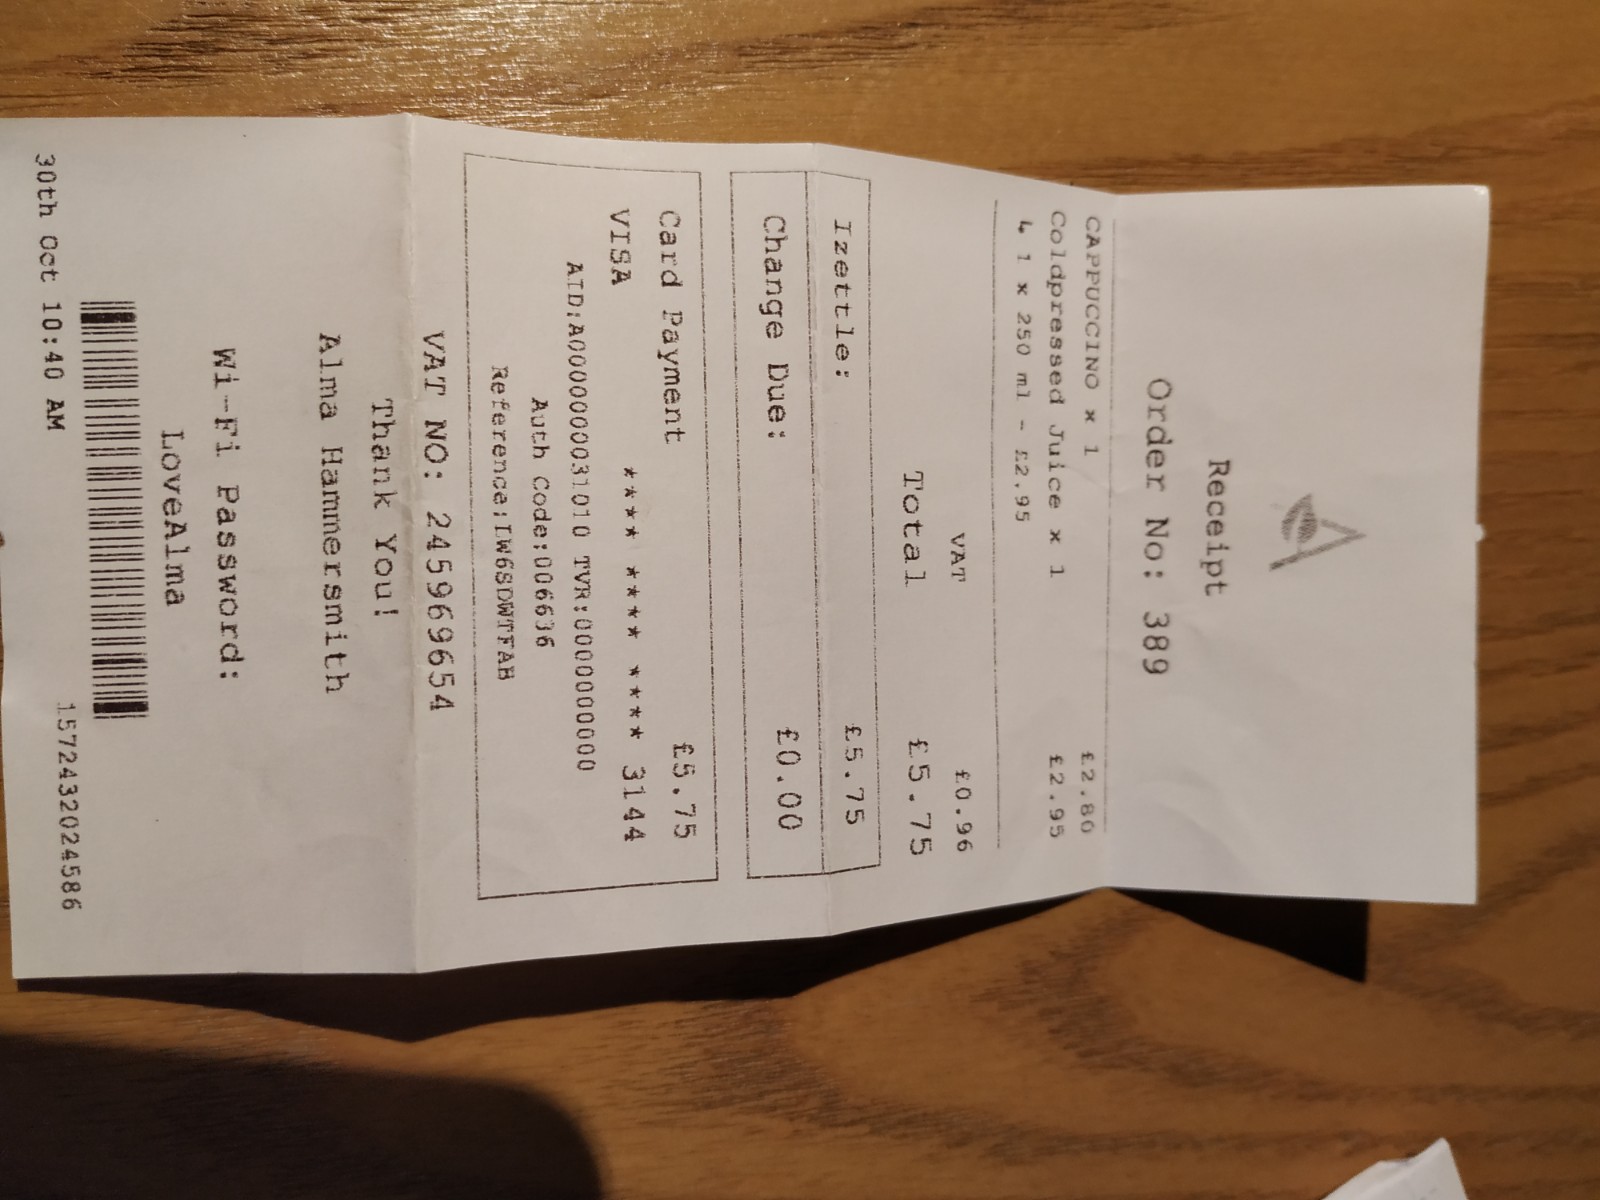 Receipt
Order No: 389
CAPPUCCINO x 1 £2.80
Coldpressed Juice x 1 £2.95
↳ 1 x 250 ml - £2.95
VAT £0.96
Total £5.75
Izettle: £5.75
Change Due: £0.00
Card Payment £5.75
VISA **** **** **** 3144
AID:A0000000031010 TVR:0000000000
Auth Code:006636
Reference:LW6SDWTFAB
VAT NO: 245969654
Thank You!
Alma Hammersmith
Wi-Fi Password:
LoveAlma
30th Oct 10:40 AM 1572432024586